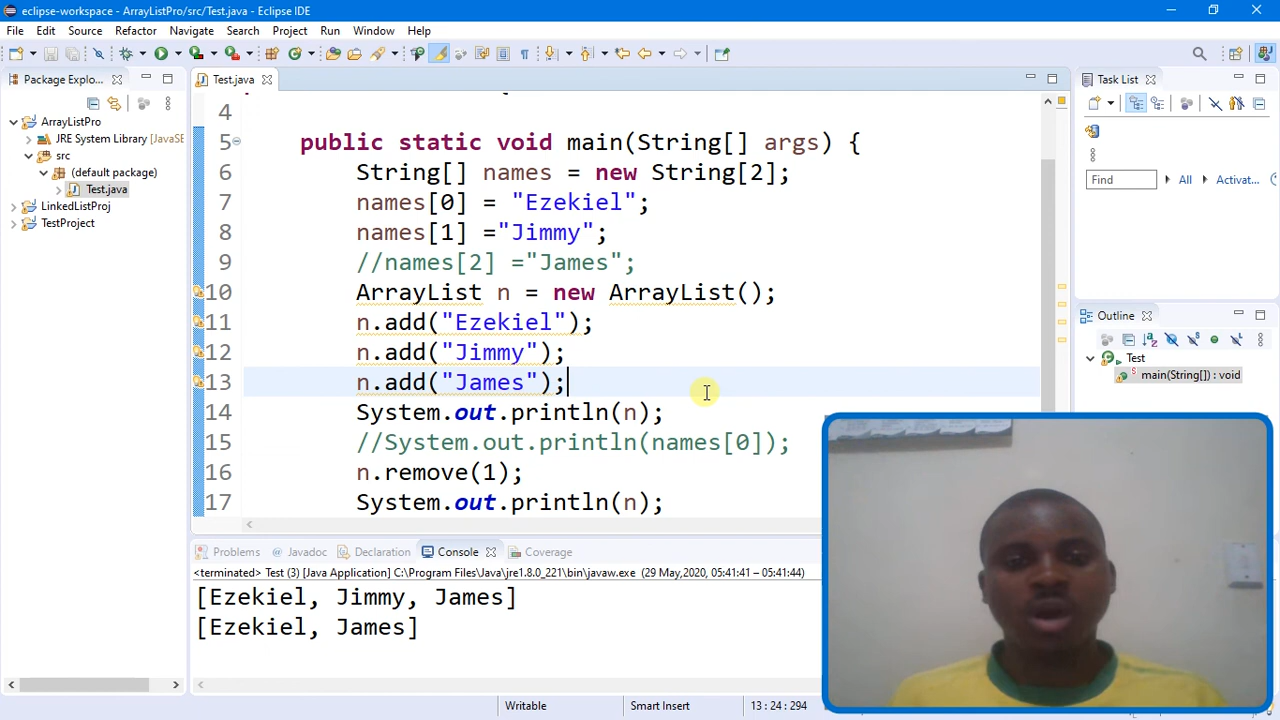 eclipse-workspace - ArrayListPro/src/Test.java - Eclipse IDE
File Edit Source Refactor Navigate Search Project Run Window Help
Package Explo...
Test.java
Task List
ArrayListPro
JRE System Library [JavaSE
src
(default package)
Test.java
LinkedListProj
TestProject
4
5 public static void main(String[] args) {
6 String[] names = new String[2];
7 names[0] = "Ezekiel";
8 names[1] ="Jimmy";
9 //names[2] ="James";
10 ArrayList n = new ArrayList();
11 n.add("Ezekiel");
12 n.add("Jimmy");
13 n.add("James");
14 System.out.println(n);
15 //System.out.println(names[0]);
16 n.remove(1);
17 System.out.println(n);
Find All Activat...
Outline
Test
main(String[]) : void
Problems Javadoc Declaration Console Coverage
<terminated> Test (3) [Java Application] C:\Program Files\Java\jre1.8.0_221\bin\javaw.exe (29 May,2020, 05:41:41 – 05:41:44)
[Ezekiel, Jimmy, James]
[Ezekiel, James]
Writable Smart Insert 13 : 24 : 294